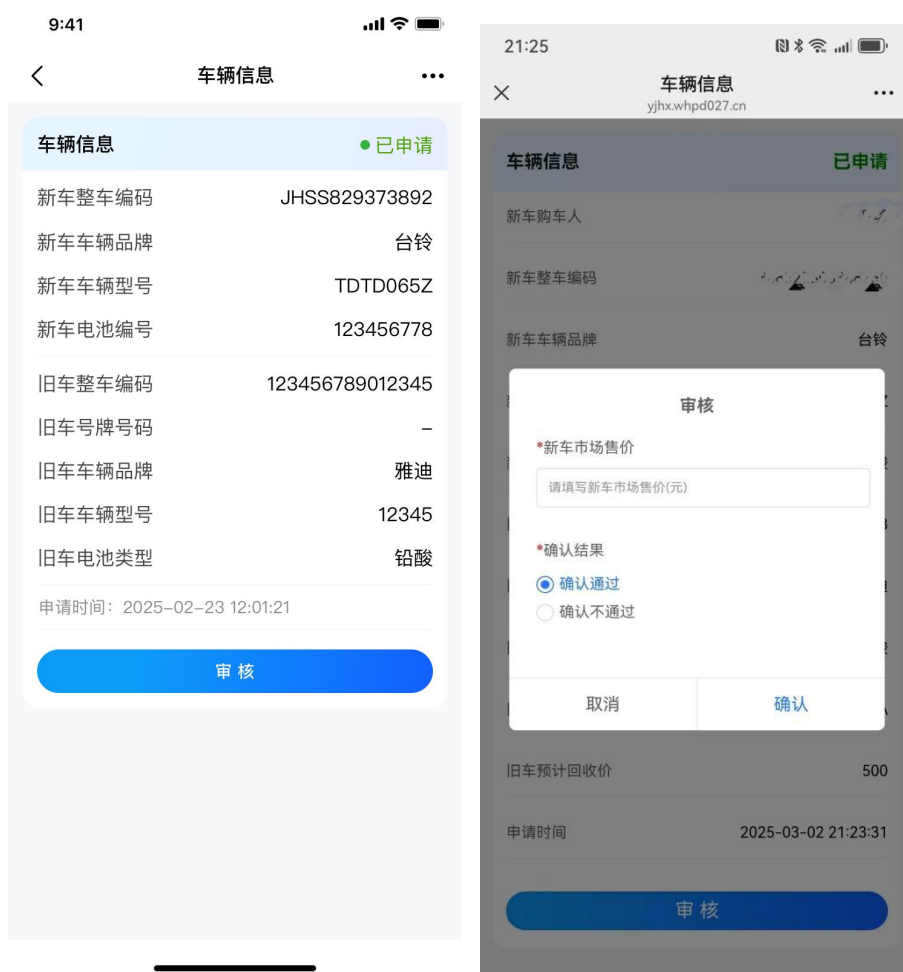 9:41
车辆信息
车辆信息
已申请
新车整车编码
JHSS829373892
新车车辆品牌
台铃
新车车辆型号
TDTD065Z
新车电池编号
123456778
旧车整车编码
123456789012345
旧车号牌号码
–
旧车车辆品牌
雅迪
旧车车辆型号
12345
旧车电池类型
铅酸
申请时间：2025–02–23 12:01:21
审核
21:25
车辆信息
yjhx.whpd027.cn
车辆信息
已申请
新车购车人
新车整车编码
新车车辆品牌
台铃
审核
*新车市场售价
请填写新车市场售价(元)
*确认结果
确认通过
确认不通过
取消
确认
旧车预计回收价
500
申请时间
2025-03-02 21:23:31
审核